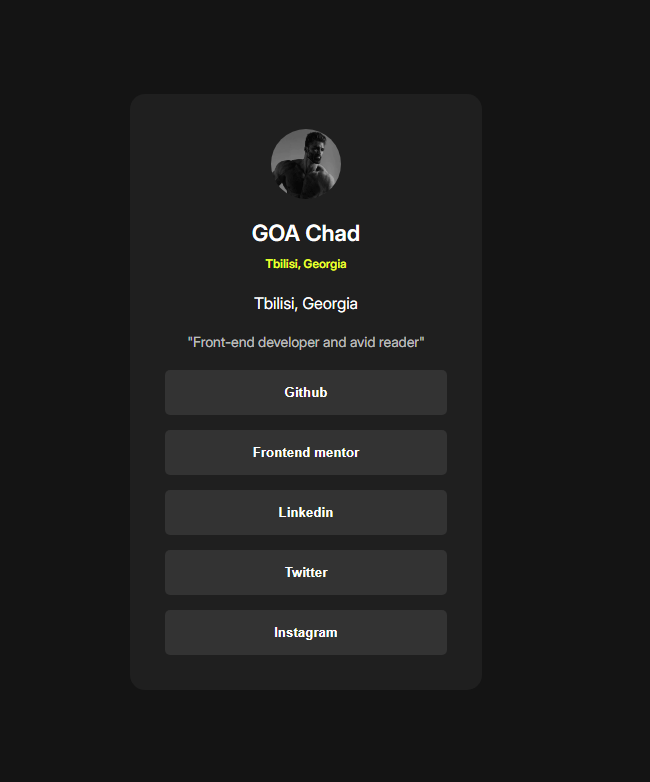 GOA Chad
Tbilisi, Georgia
Tbilisi, Georgia
"Front-end developer and avid reader"
Github
Frontend mentor
Linkedin
Twitter
Instagram